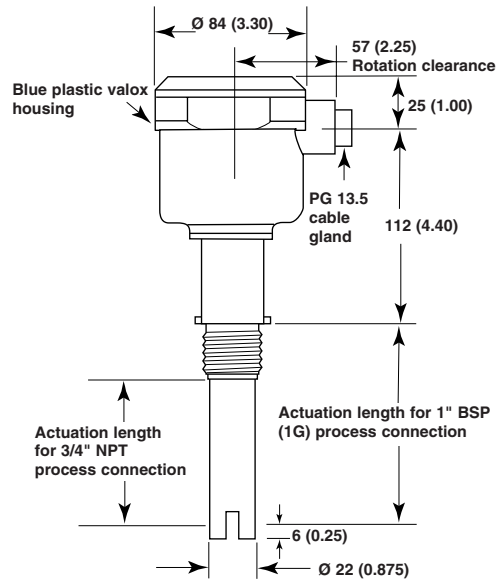 Ø 84 (3.30)
57 (2.25)
Rotation clearance
Blue plastic valox
housing
25 (1.00)
PG 13.5
cable
gland
112 (4.40)
Actuation length for 1" BSP
(1G) process connection
Actuation length
for 3/4" NPT
process connection
6 (0.25)
Ø 22 (0.875)